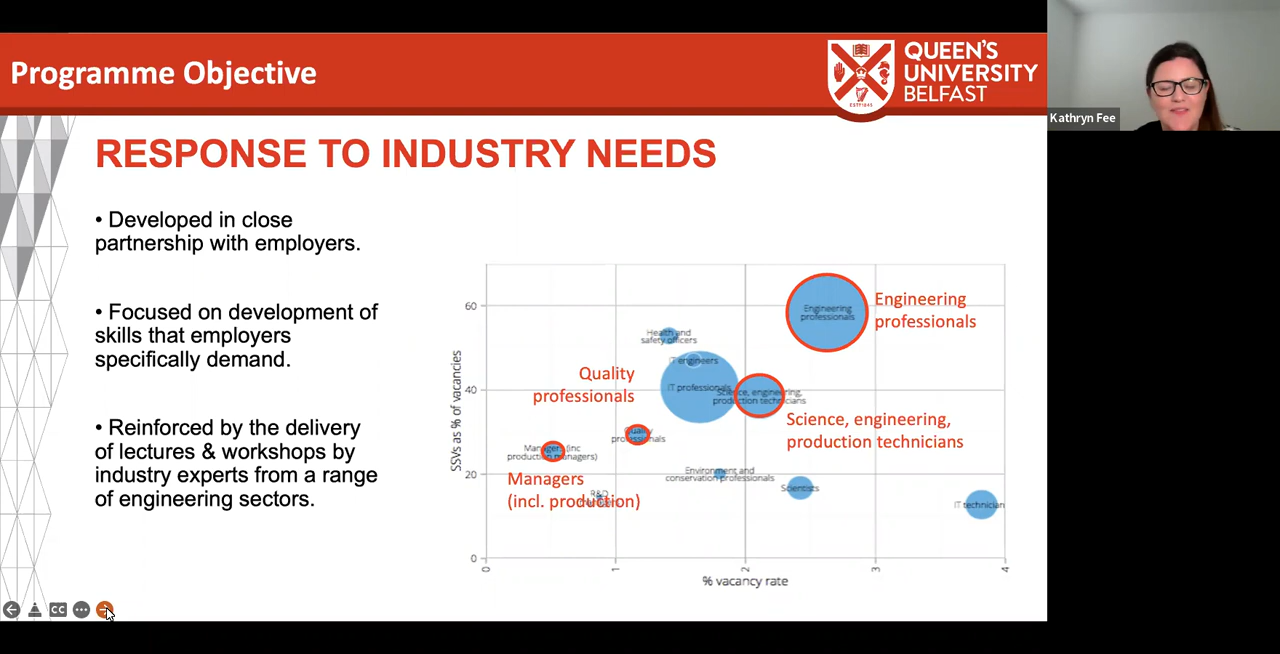 Programme Objective
QUEEN'S
UNIVERSITY
BELFAST
ESTD 1845
Kathryn Fee
RESPONSE TO INDUSTRY NEEDS
• Developed in close
partnership with employers.
• Focused on development of
skills that employers
specifically demand.
• Reinforced by the delivery
of lectures & workshops by
industry experts from a range
of engineering sectors.
SSVs as % of vacancies
60
40
20
0
0
1
2
3
4
% vacancy rate
Engineering
professionals
Engineering
professionals
Health and
safety officers
IT engineers
IT professionals
Science, engineering,
production technicians
Science, engineering,
production technicians
Quality
professionals
Quality
professionals
Managers (inc
production managers)
Managers
(incl. production)
R&D
Environment and
conservation professionals
Scientists
IT technician
CC